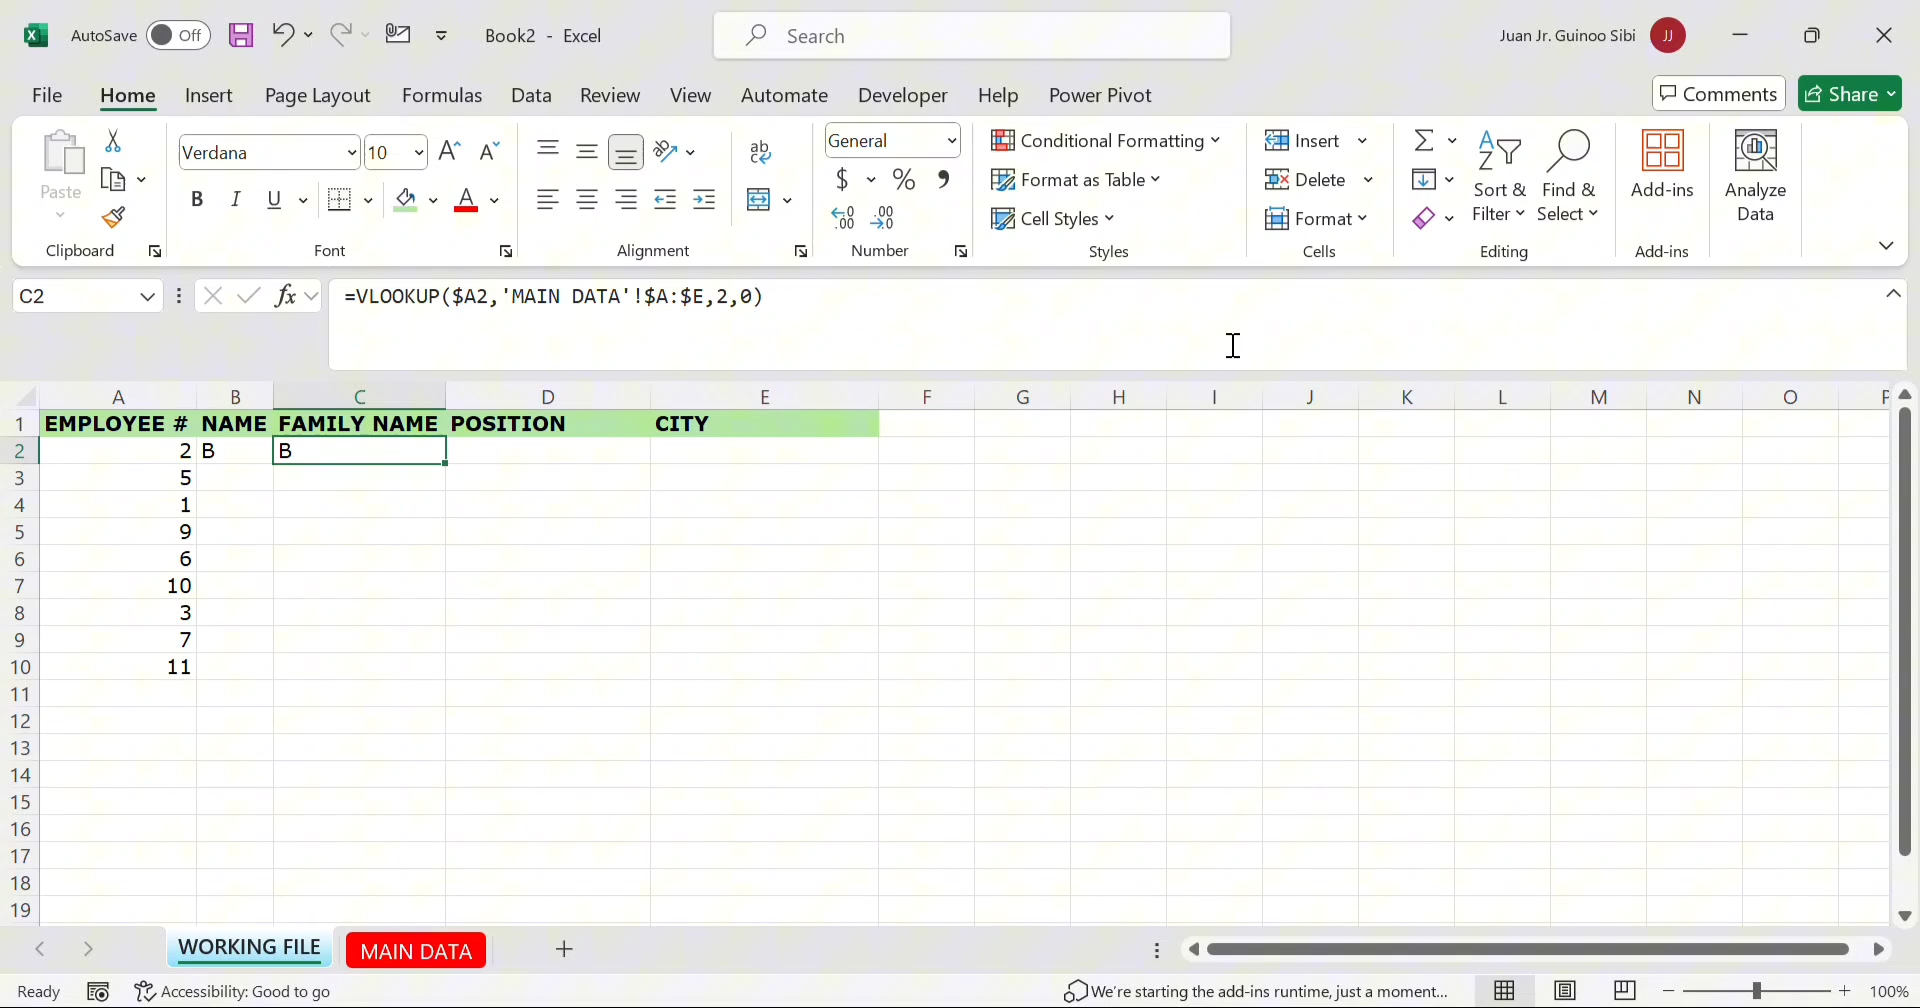 AutoSave Off Book2 - Excel Search Juan Jr. Guinoo Sibi JJ
File Home Insert Page Layout Formulas Data Review View Automate Developer Help Power Pivot Comments Share
Paste
Clipboard
Verdana 10
B I U A
Font
ab
Alignment
General
$ % 9
.00
Number
Conditional Formatting
Format as Table
Cell Styles
Styles
Insert
Delete
Format
Cells
Sort & Filter
Find & Select
Editing
Add-ins
Add-ins
Analyze Data
C2 fx =VLOOKUP($A2,'MAIN DATA'!$A:$E,2,0)
A B C D E F G H I J K L M N O P
1 EMPLOYEE # NAME FAMILY NAME POSITION CITY
2 2 B B
3 5
4 1
5 9
6 6
7 10
8 3
9 7
10 11
11
12
13
14
15
16
17
18
19
WORKING FILE MAIN DATA +
Ready Accessibility: Good to go We're starting the add-ins runtime, just a moment... 100%